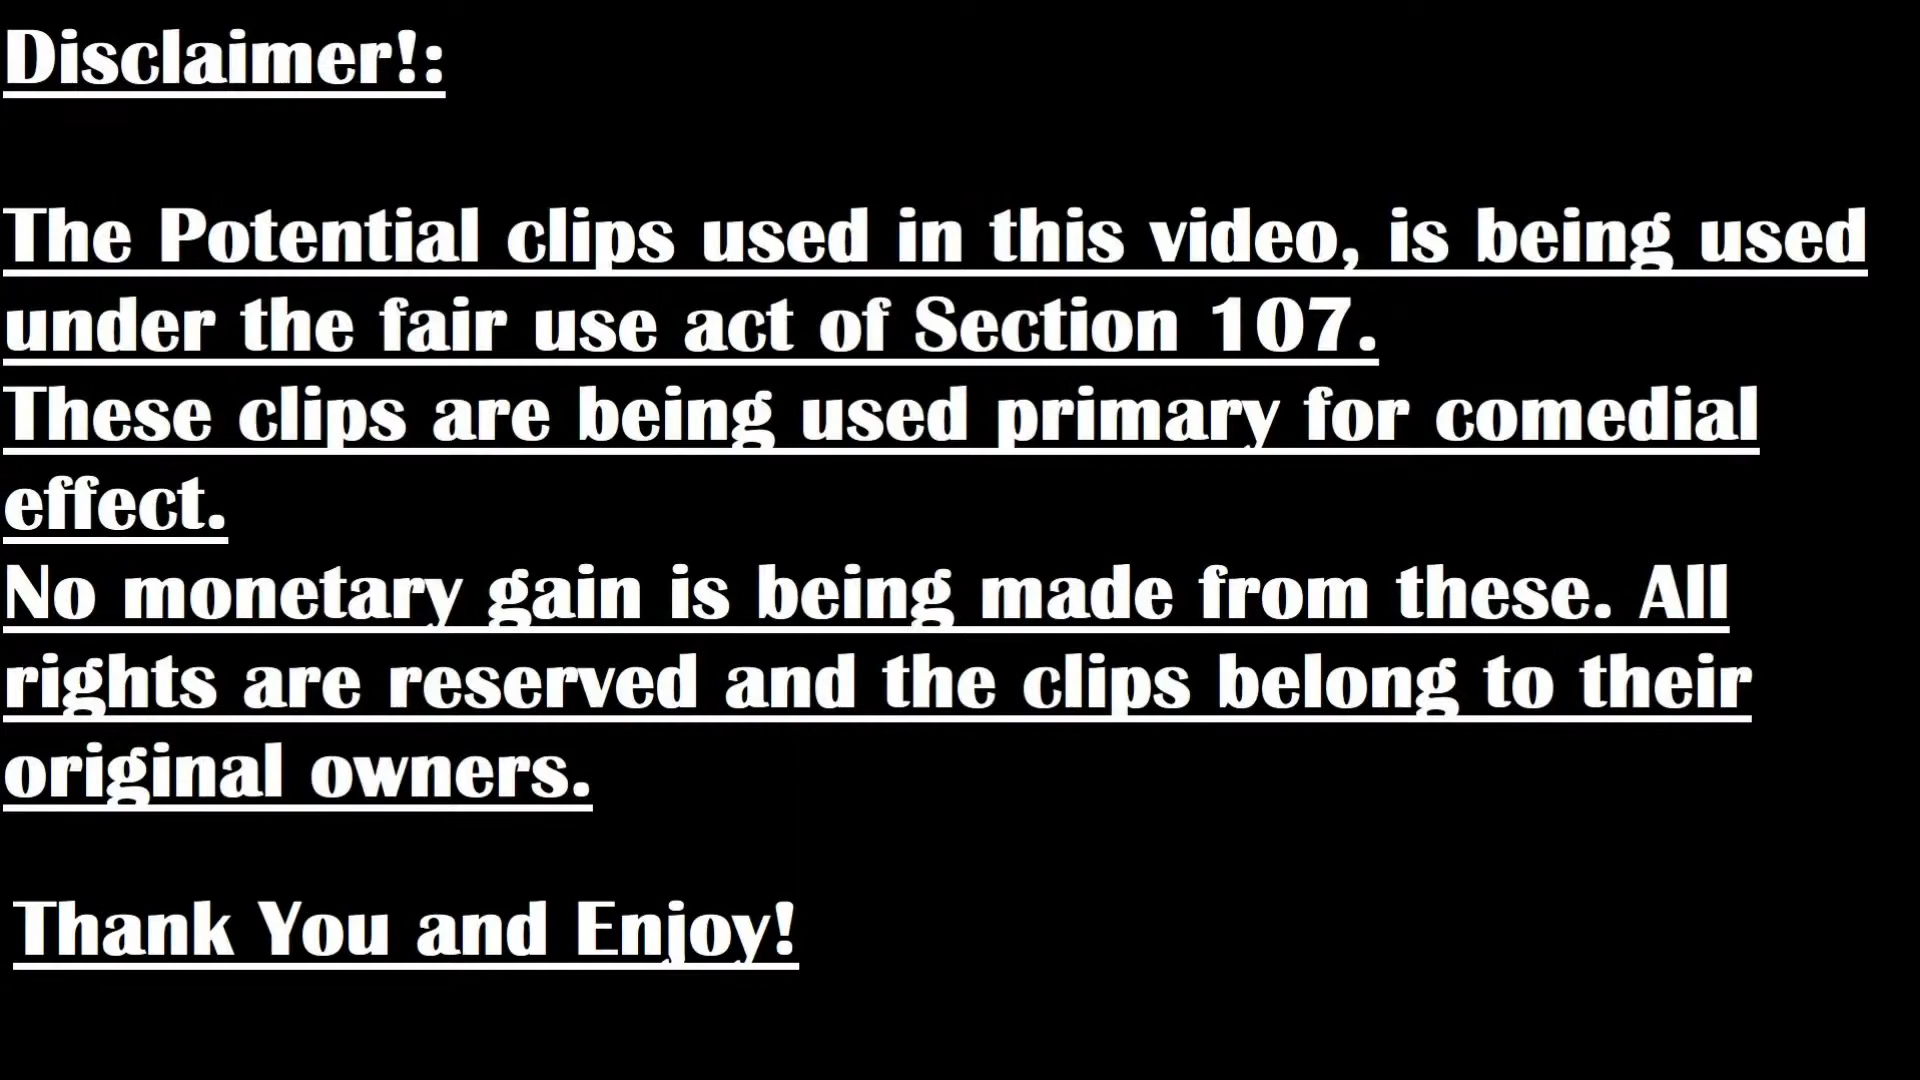 Disclaimer!:
The Potential clips used in this video, is being used
under the fair use act of Section 107.
These clips are being used primary for comedial
effect.
No monetary gain is being made from these. All
rights are reserved and the clips belong to their
original owners.
Thank You and Enjoy!